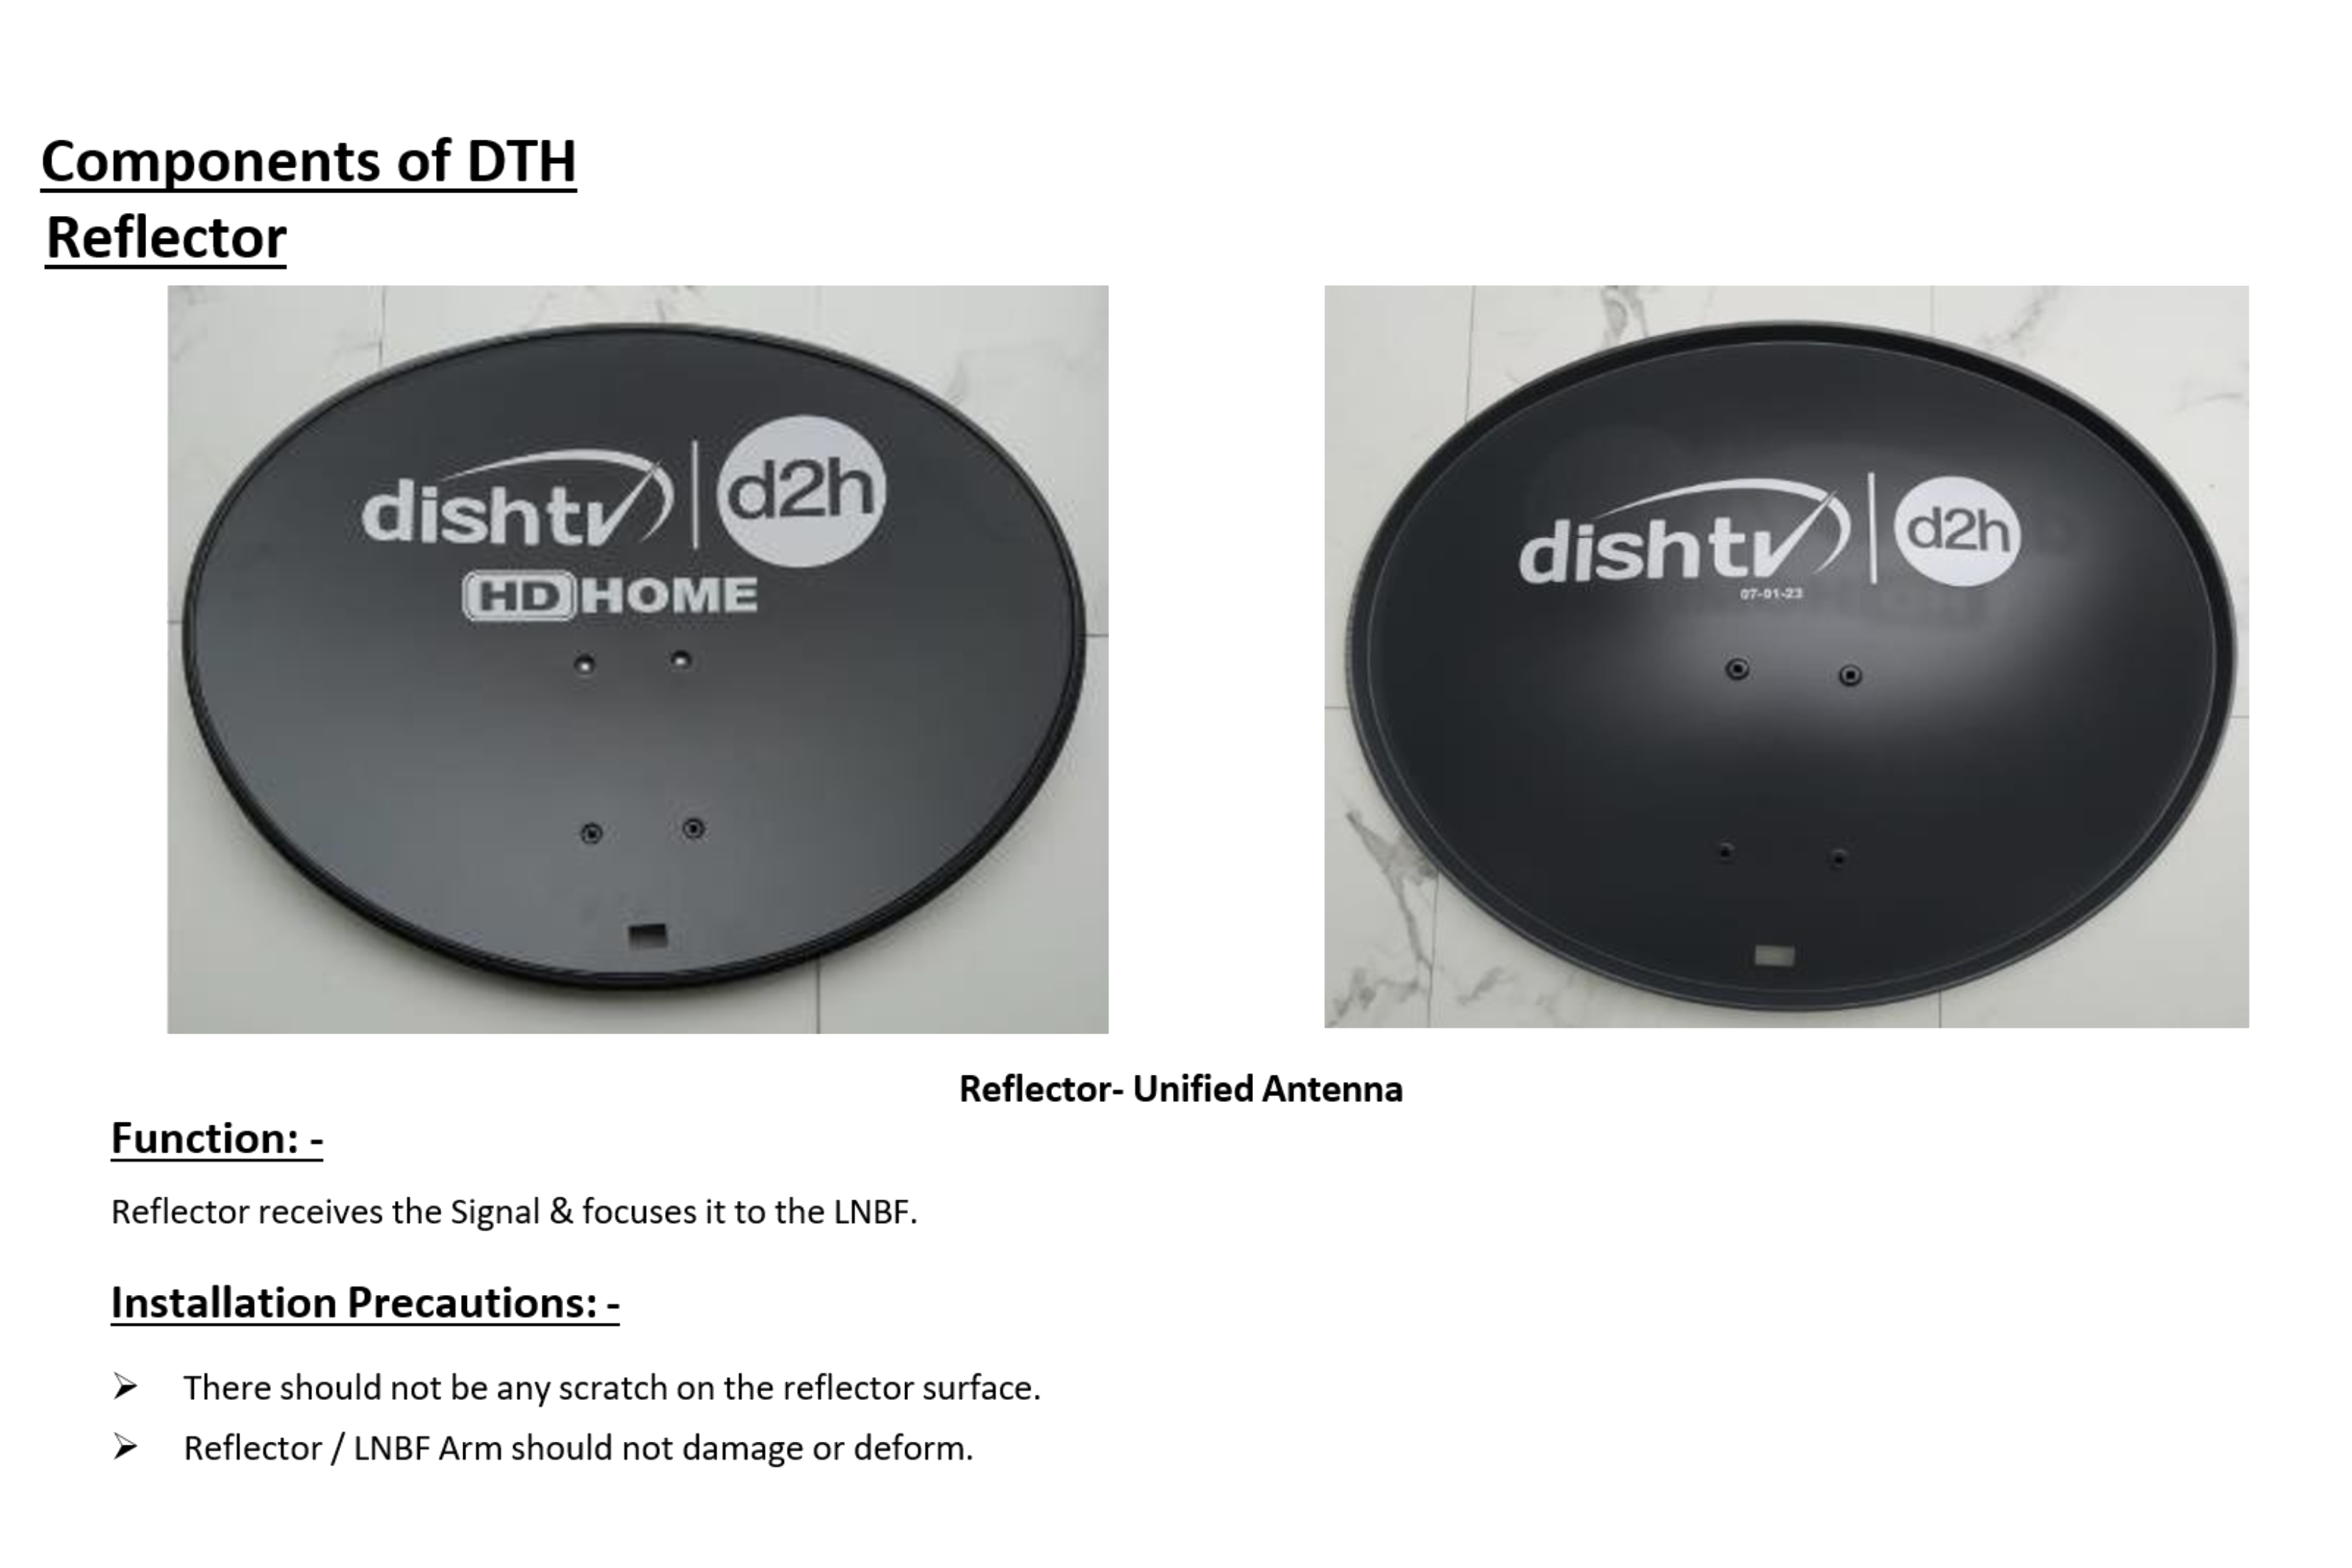 Components of DTH
Reflector
dishtv | d2h
HD HOME
dishtv | d2h
07-01-23
Reflector- Unified Antenna
Function: -
Reflector receives the Signal & focuses it to the LNBF.
Installation Precautions: -
➢ There should not be any scratch on the reflector surface.
➢ Reflector / LNBF Arm should not damage or deform.